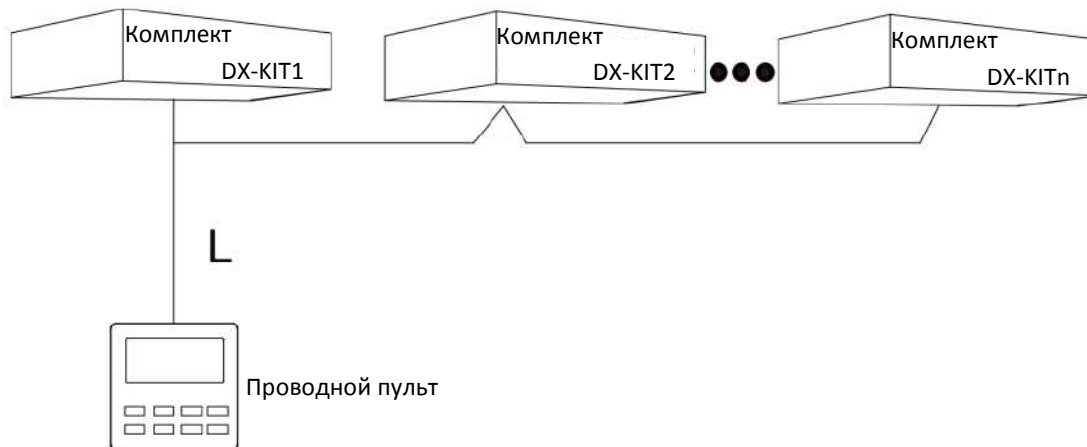 Комплект
DX-KIT1
Комплект
DX-KIT2
Комплект
DX-KITn
L
Проводной пульт